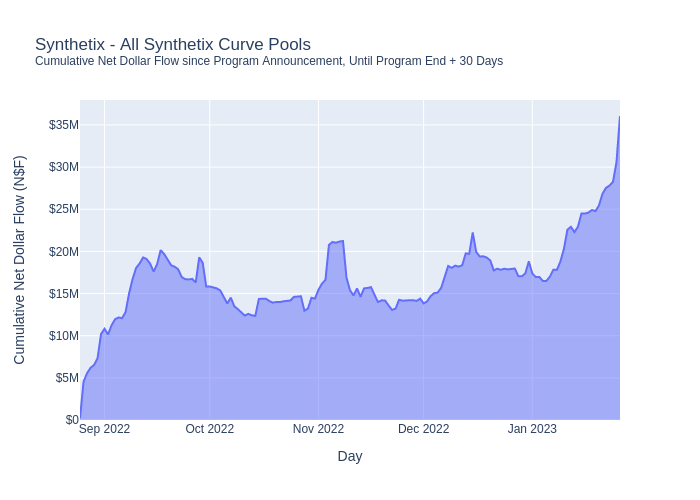 Synthetix - All Synthetix Curve Pools
Cumulative Net Dollar Flow since Program Announcement, Until Program End + 30 Days
Cumulative Net Dollar Flow (N$F)
$35M
$30M
$25M
$20M
$15M
$10M
$5M
$0
Sep 2022
Oct 2022
Nov 2022
Dec 2022
Jan 2023
Day